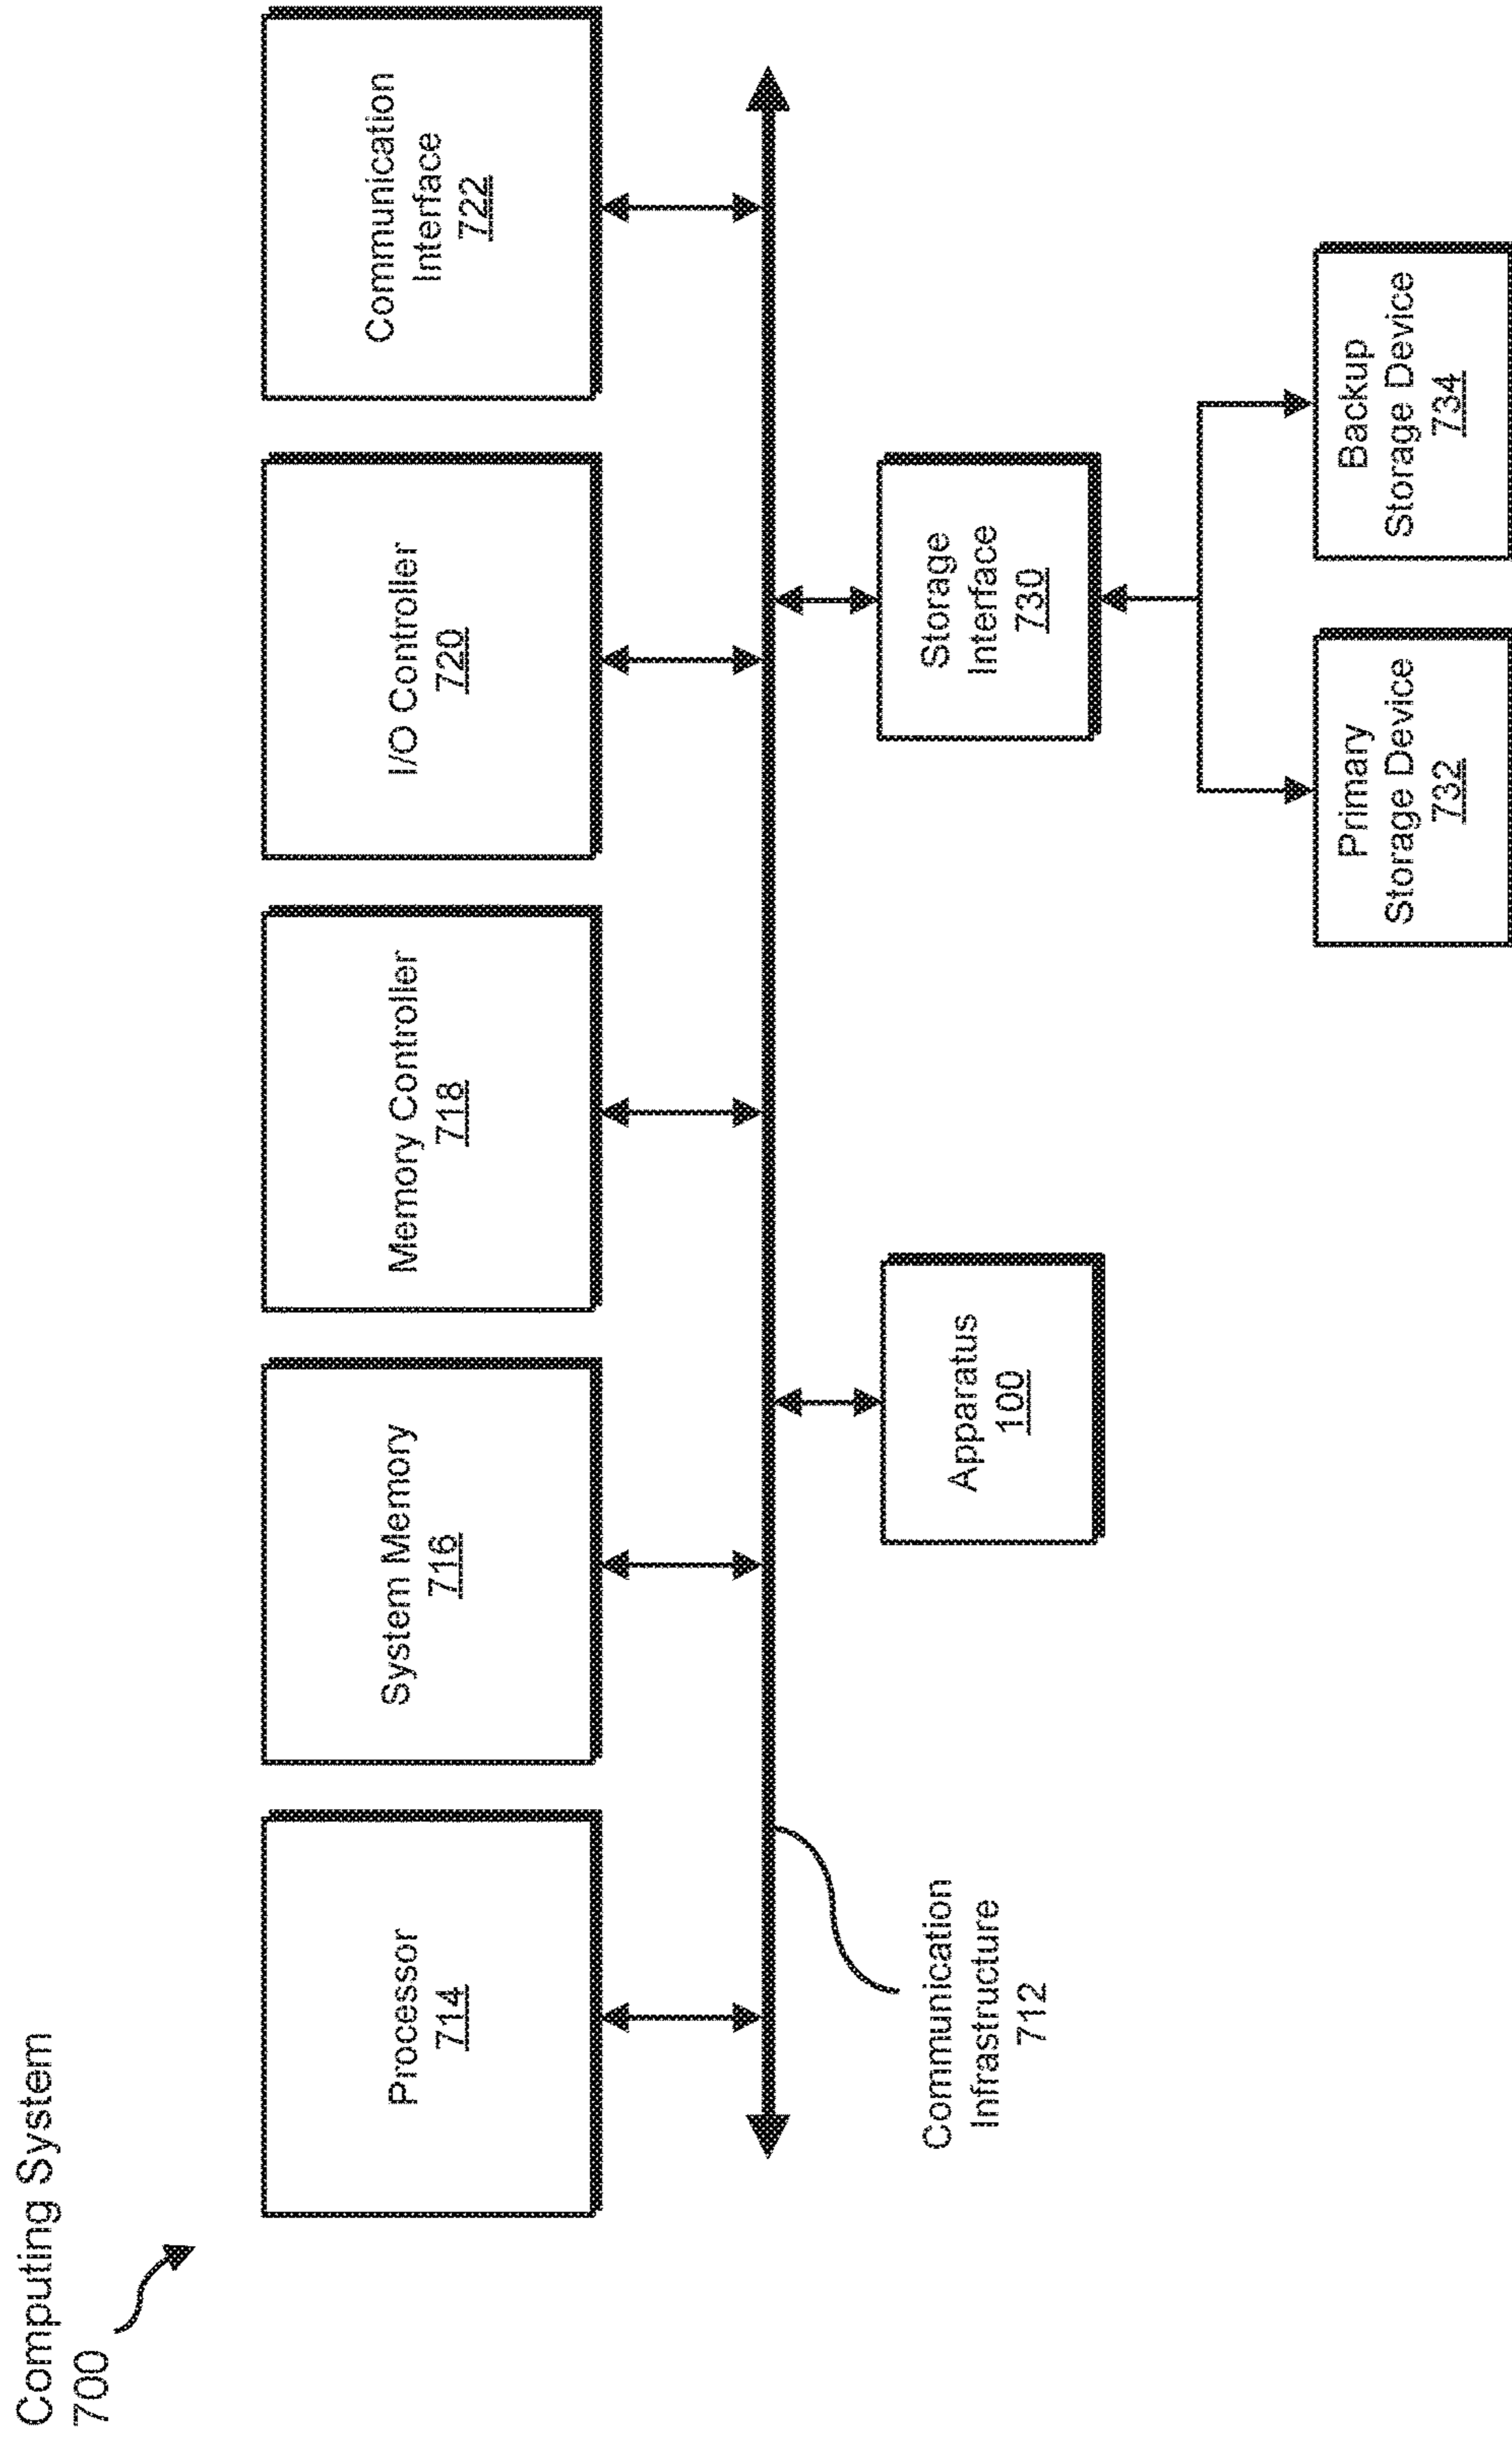 Computing System
700
Processor
714
System Memory
716
Memory Controller
718
I/O Controller
720
Communication
Interface
722
Communication
Infrastructure
712
Apparatus
100
Storage
Interface
730
Primary
Storage Device
732
Backup
Storage Device
734